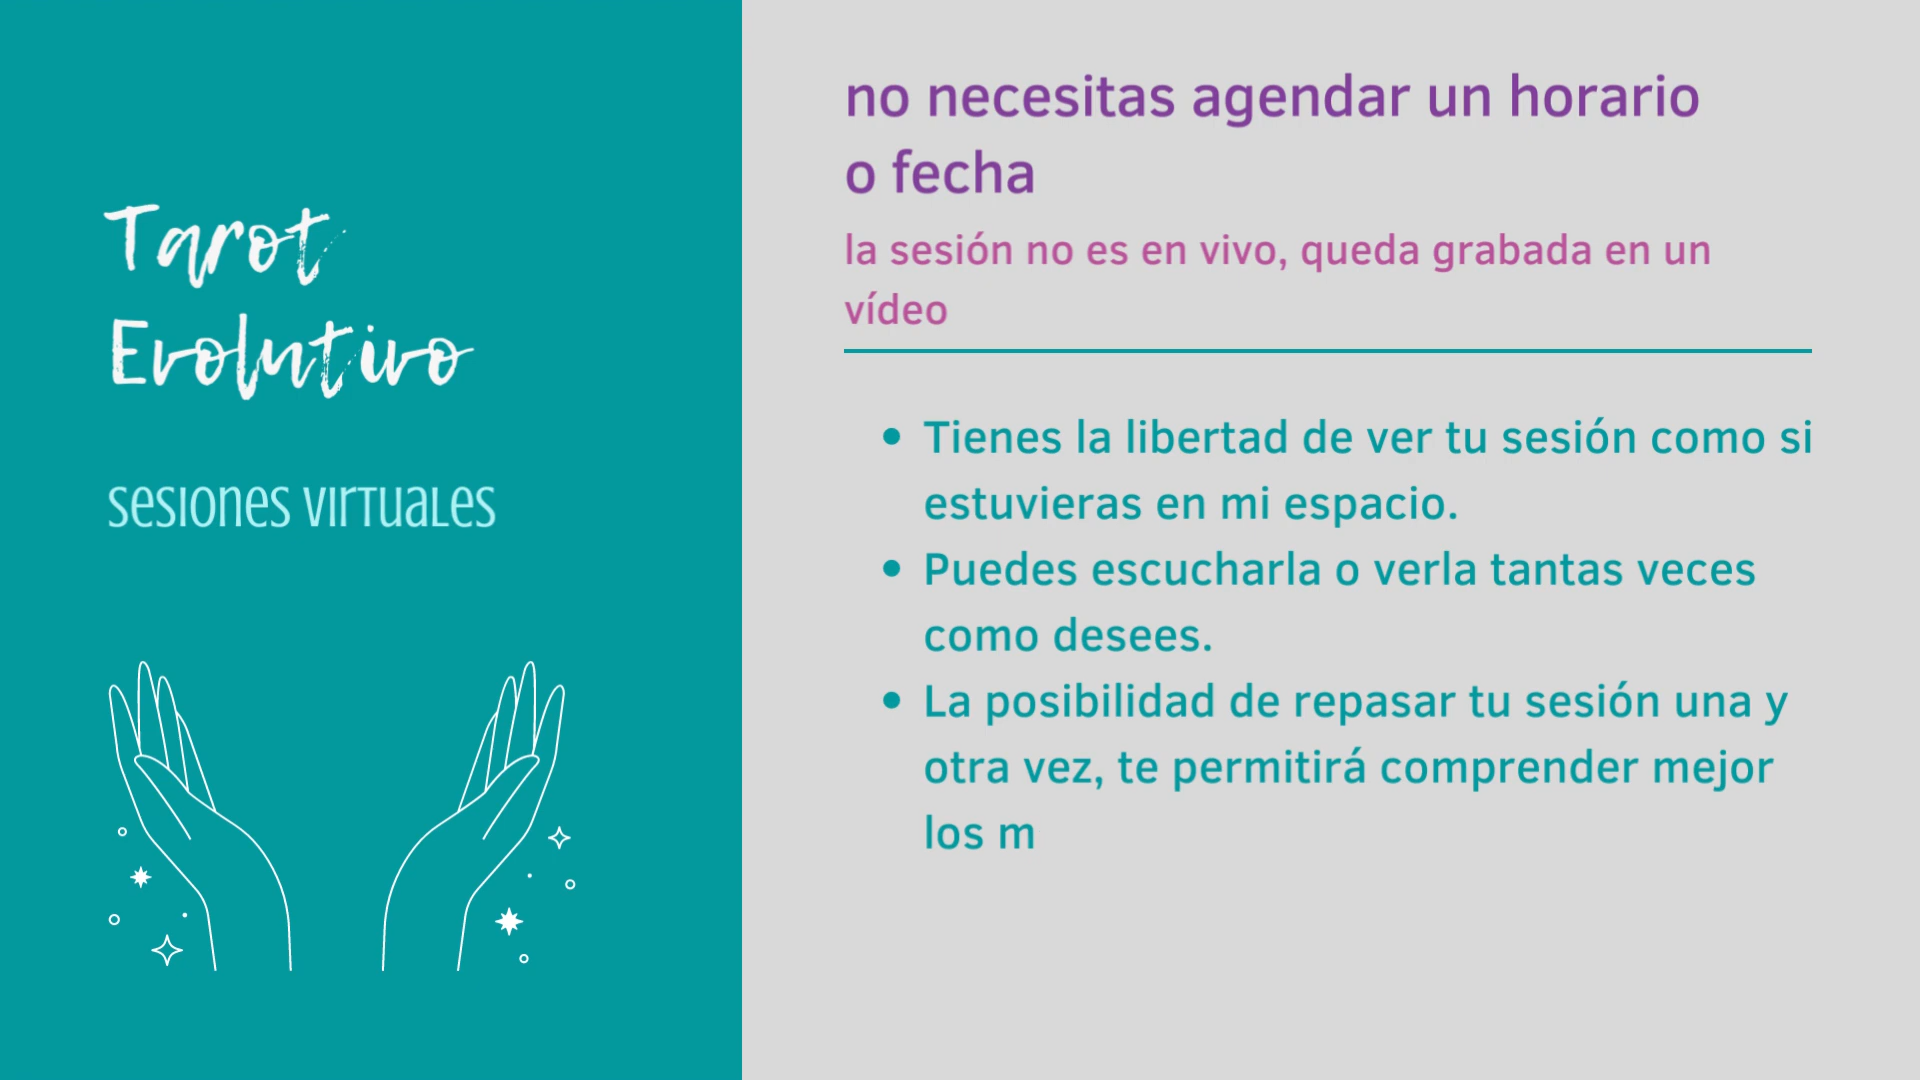 Tarot
Evolutivo
sesiones virtuales
no necesitas agendar un horario
o fecha
la sesión no es en vivo, queda grabada en un
vídeo
• Tienes la libertad de ver tu sesión como si
estuvieras en mi espacio.
• Puedes escucharla o verla tantas veces
como desees.
• La posibilidad de repasar tu sesión una y
otra vez, te permitirá comprender mejor
los m